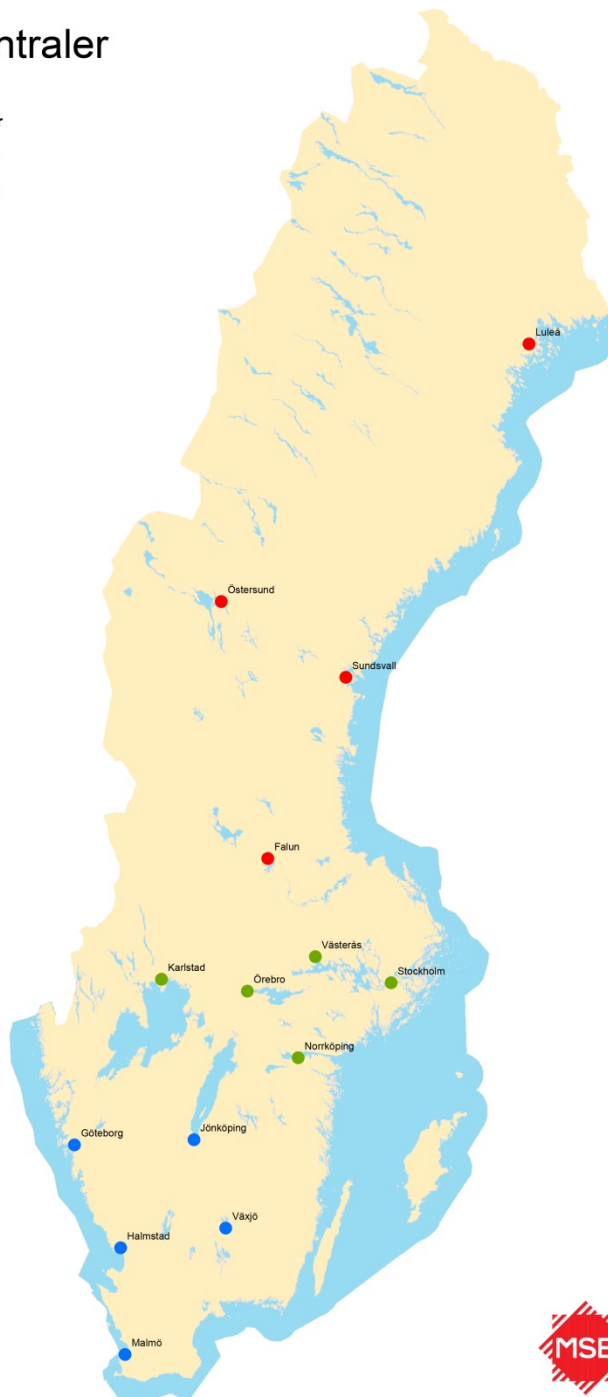 ntraler
r
Luleå
Östersund
Sundsvall
Falun
Västerås
Karlstad
Stockholm
Örebro
Norrköping
Jönköping
Göteborg
Växjö
Halmstad
Malmö
MSB